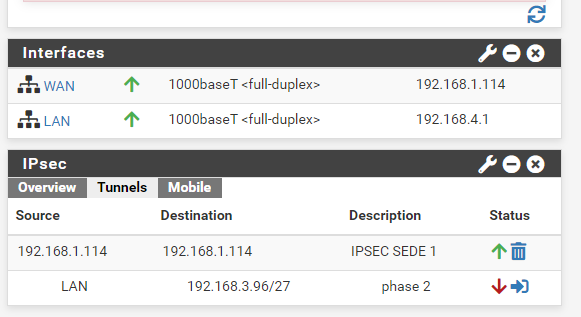 Interfaces
WAN 1000baseT <full-duplex> 192.168.1.114
LAN 1000baseT <full-duplex> 192.168.4.1
IPsec
Overview Tunnels Mobile
Source Destination Description Status
192.168.1.114 192.168.1.114 IPSEC SEDE 1
LAN 192.168.3.96/27 phase 2